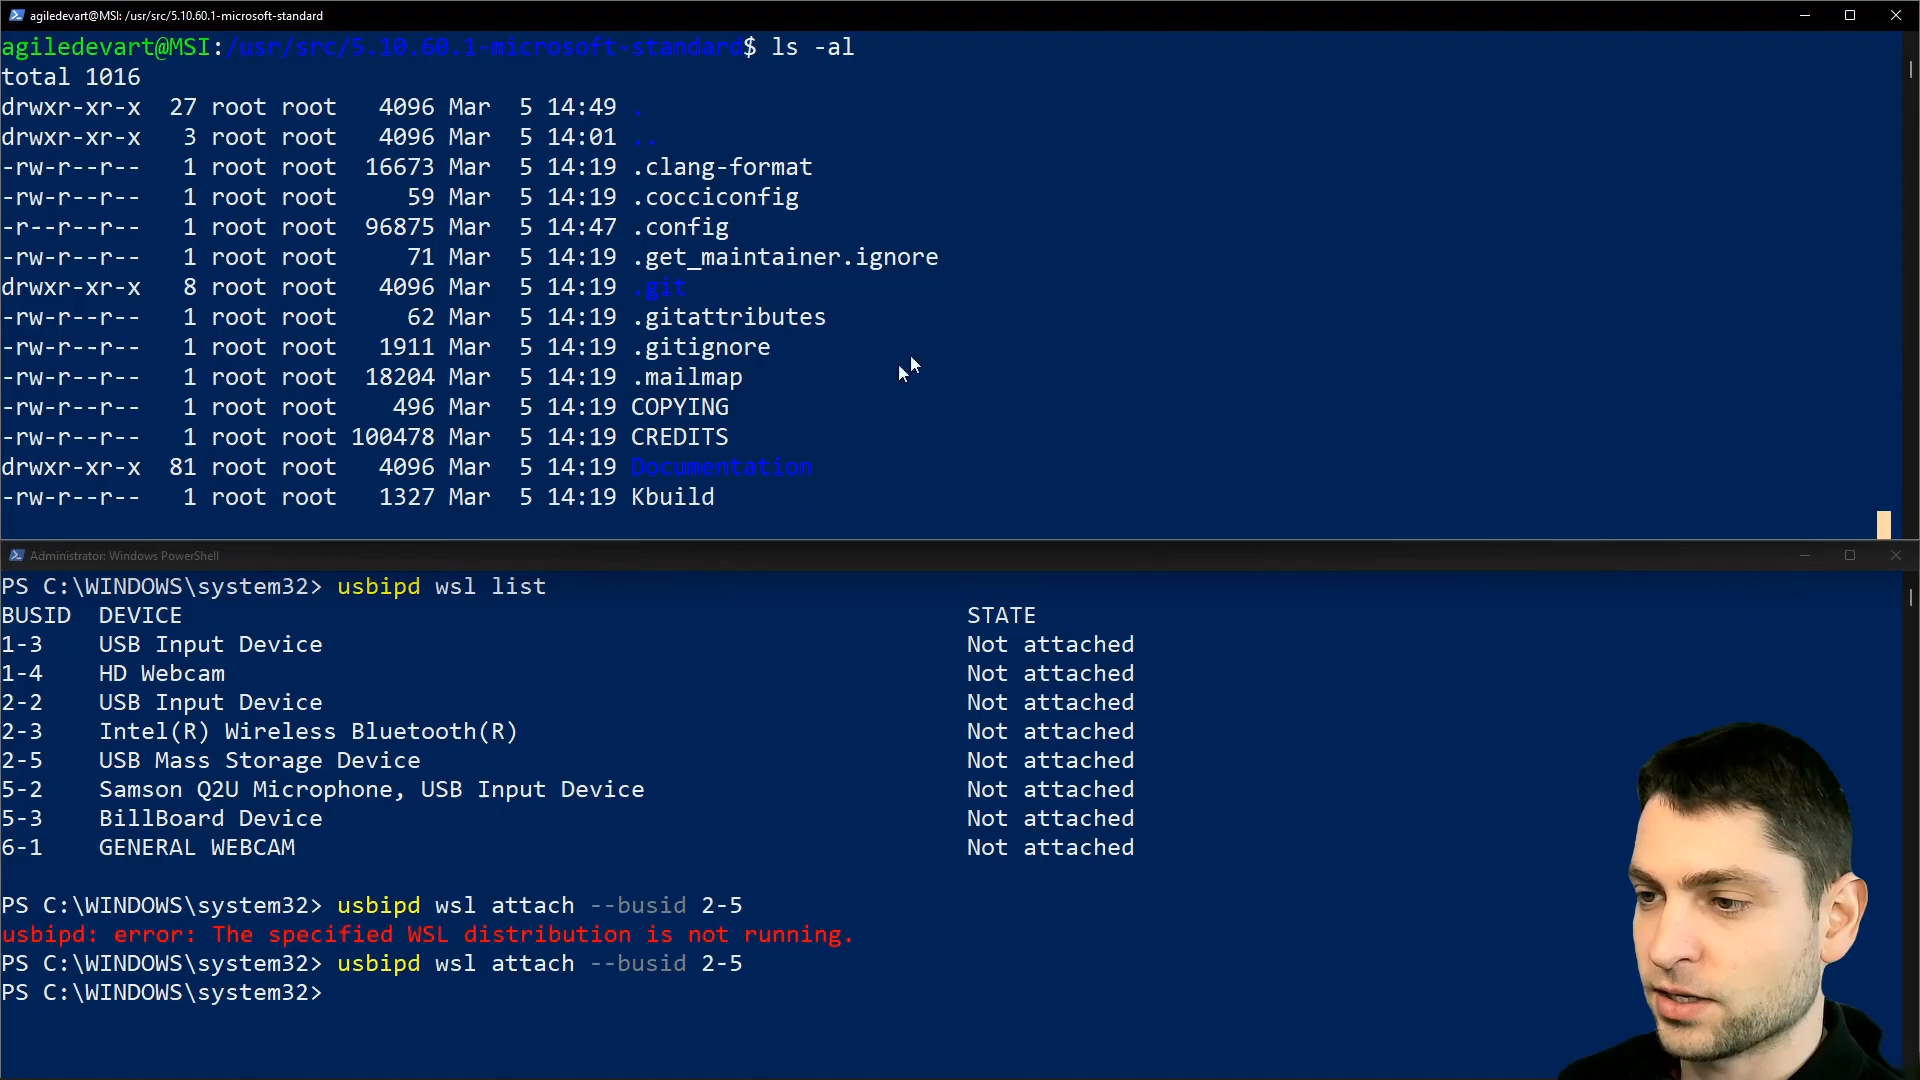 agiledevart@MSI: /usr/src/5.10.60.1-microsoft-standard
agiledevart@MSI:/usr/src/5.10.60.1-microsoft-standard$ ls -al
total 1016
drwxr-xr-x  27 root root   4096 Mar  5 14:49 .
drwxr-xr-x   3 root root   4096 Mar  5 14:01 ..
-rw-r--r--   1 root root  16673 Mar  5 14:19 .clang-format
-rw-r--r--   1 root root     59 Mar  5 14:19 .cocciconfig
-r--r--r--   1 root root  96875 Mar  5 14:47 .config
-rw-r--r--   1 root root     71 Mar  5 14:19 .get_maintainer.ignore
drwxr-xr-x   8 root root   4096 Mar  5 14:19 .git
-rw-r--r--   1 root root     62 Mar  5 14:19 .gitattributes
-rw-r--r--   1 root root   1911 Mar  5 14:19 .gitignore
-rw-r--r--   1 root root  18204 Mar  5 14:19 .mailmap
-rw-r--r--   1 root root    496 Mar  5 14:19 COPYING
-rw-r--r--   1 root root 100478 Mar  5 14:19 CREDITS
drwxr-xr-x  81 root root   4096 Mar  5 14:19 Documentation
-rw-r--r--   1 root root   1327 Mar  5 14:19 Kbuild
Administrator: Windows PowerShell
PS C:\WINDOWS\system32> usbipd wsl list
BUSID  DEVICE                                                        STATE
1-3    USB Input Device                                              Not attached
1-4    HD Webcam                                                     Not attached
2-2    USB Input Device                                              Not attached
2-3    Intel(R) Wireless Bluetooth(R)                                Not attached
2-5    USB Mass Storage Device                                       Not attached
5-2    Samson Q2U Microphone, USB Input Device                       Not attached
5-3    BillBoard Device                                              Not attached
6-1    GENERAL WEBCAM                                                Not attached
PS C:\WINDOWS\system32> usbipd wsl attach --busid 2-5
usbipd: error: The specified WSL distribution is not running.
PS C:\WINDOWS\system32> usbipd wsl attach --busid 2-5
PS C:\WINDOWS\system32>